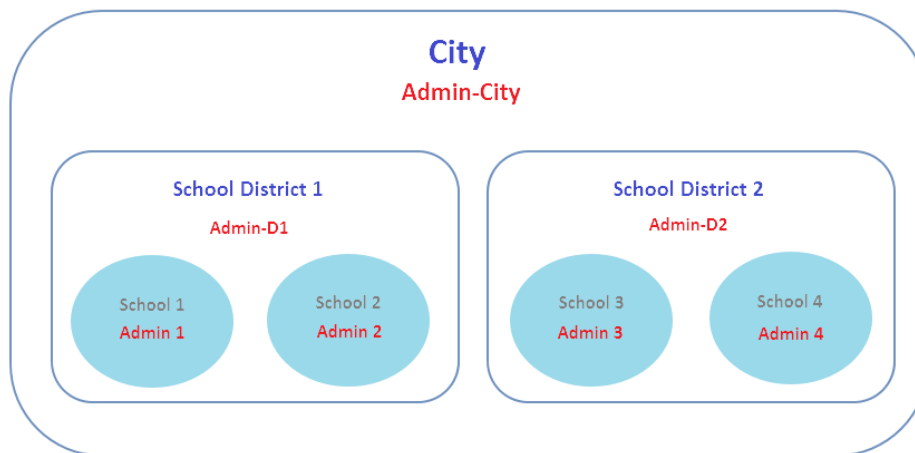 City
Admin-City
School District 1
Admin-D1
School 1
Admin 1
School 2
Admin 2
School District 2
Admin-D2
School 3
Admin 3
School 4
Admin 4